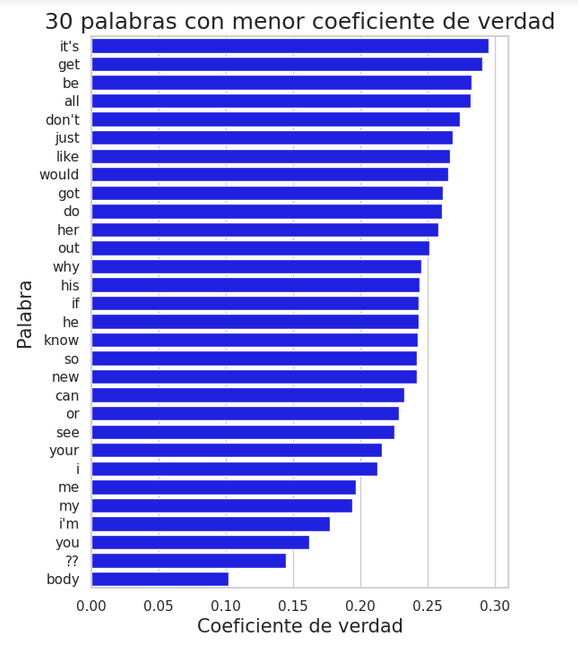 30 palabras con menor coeficiente de verdad
it's
get
be
all
don't
just
like
would
got
do
her
out
why
his
if
he
know
so
new
can
or
see
your
i
me
my
i'm
you
??
body
Palabra
0.00 0.05 0.10 0.15 0.20 0.25 0.30
Coeficiente de verdad